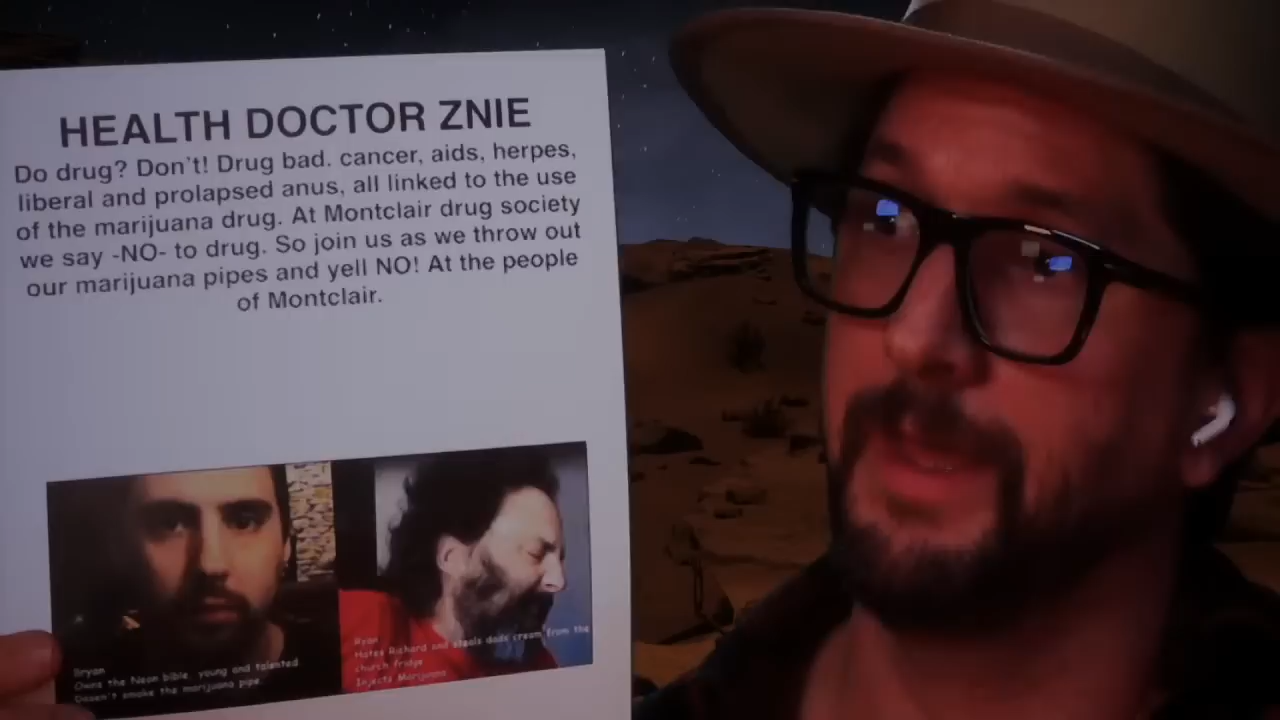 HEALTH DOCTOR ZNIE
Do drug? Don't! Drug bad. cancer, aids, herpes,
liberal and prolapsed anus, all linked to the use
of the marijuana drug. At Montclair drug society
we say -NO- to drug. So join us as we throw out
our marijuana pipes and yell NO! At the people
of Montclair.
Bryan
Owns the Neon bible. young and talented
Dosen't smoke the marijuana pipe.
Ryan
Hates Richard and steals dads cream from the
church fridge
Injects Marijuana